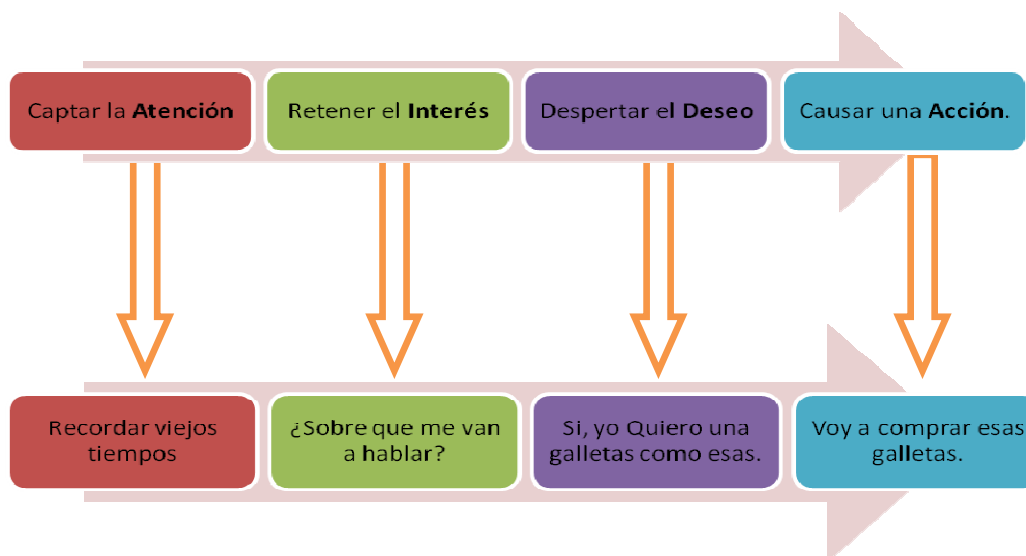 Captar la Atención
Retener el Interés
Despertar el Deseo
Causar una Acción.
Recordar viejos
tiempos
¿Sobre que me van
a hablar?
Si, yo Quiero una
galletas como esas.
Voy a comprar esas
galletas.